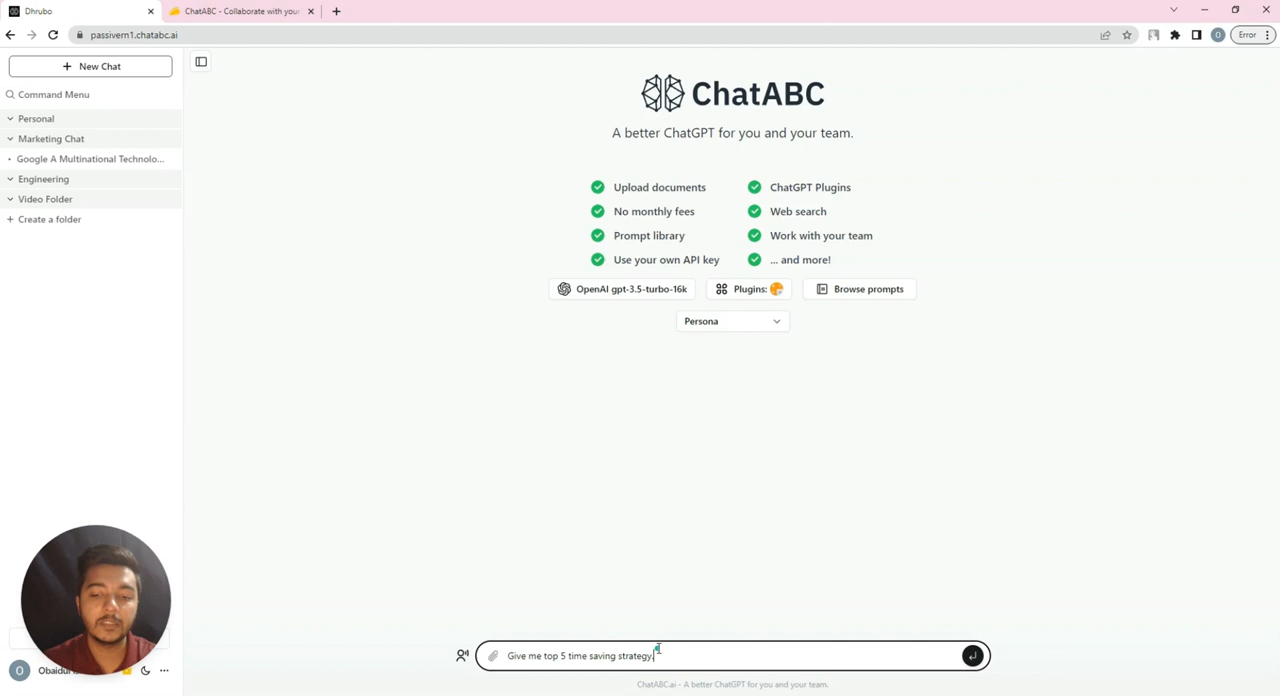 Dhrubo
ChatABC - Collaborate with your
passivern1.chatabc.ai
Error
New Chat
Command Menu
Personal
Marketing Chat
Google A Multinational Technolo...
Engineering
Video Folder
Create a folder
O
ChatABC
A better ChatGPT for you and your team.
Upload documents
ChatGPT Plugins
No monthly fees
Web search
Prompt library
Work with your team
Use your own API key
... and more!
OpenAI gpt-3.5-turbo-16k
Plugins:
Browse prompts
Persona
Give me top 5 time saving strategy.
ChatABC.ai - A better ChatGPT for you and your team.
O